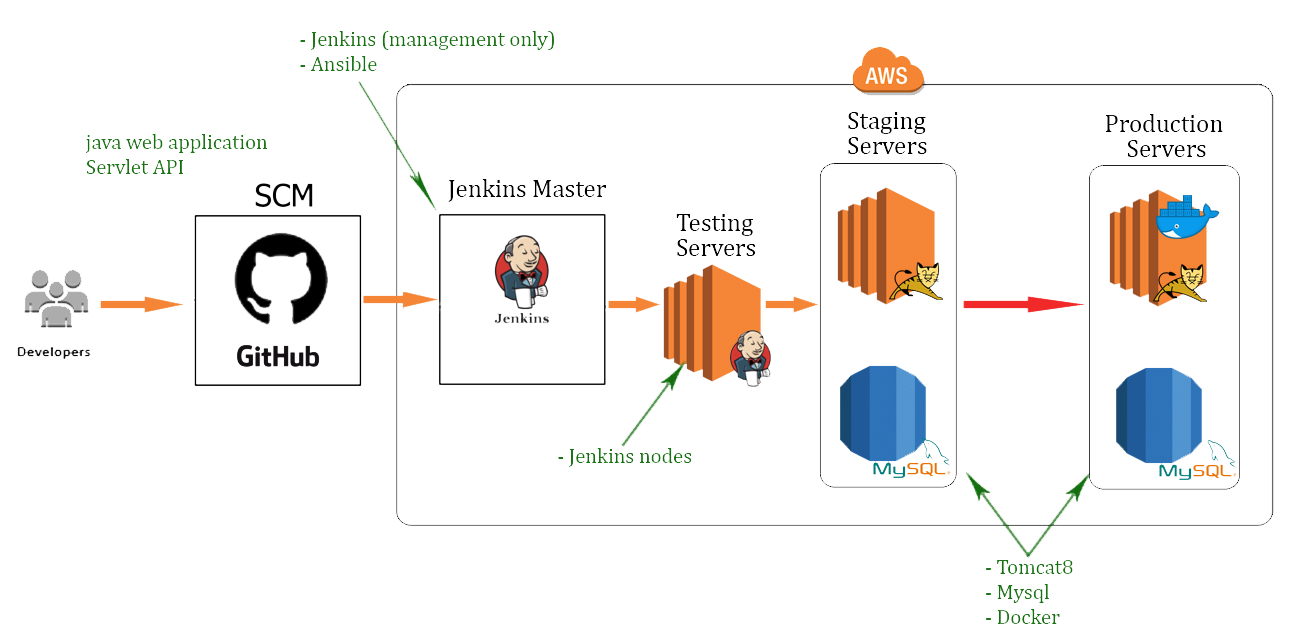 - Jenkins (management only)
- Ansible
AWS
java web application
Servlet API
SCM
GitHub
Developers
Jenkins Master
Jenkins
Testing
Servers
- Jenkins nodes
Staging
Servers
MySQL
Production
Servers
MySQL
- Tomcat8
- Mysql
- Docker